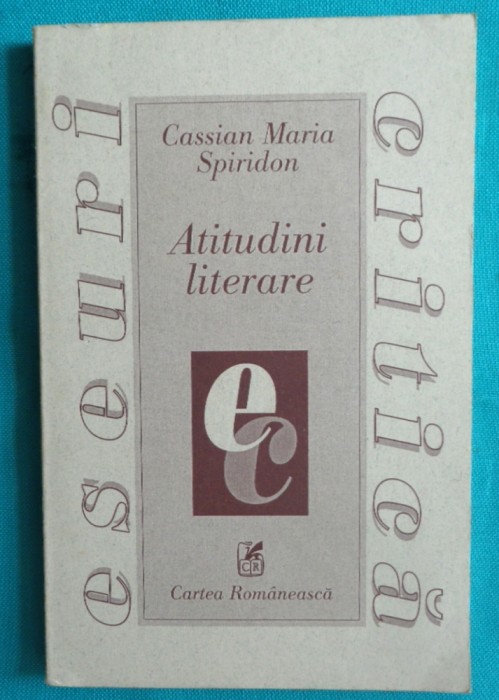 eseuri
Cassian Maria
Spiridon
Atitudini
literare
ec
CR
Cartea Românească
critică